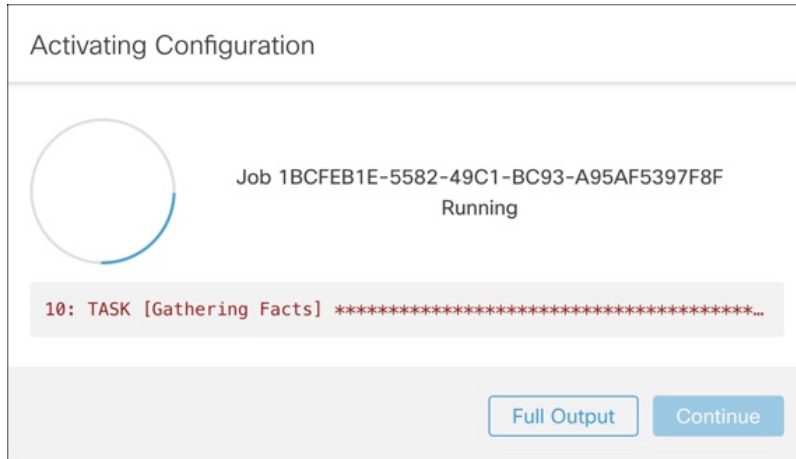 Activating Configuration
Job 1BCFEB1E-5582-49C1-BC93-A95AF5397F8F
Running
10: TASK [Gathering Facts] ***************************************…
Full Output
Continue